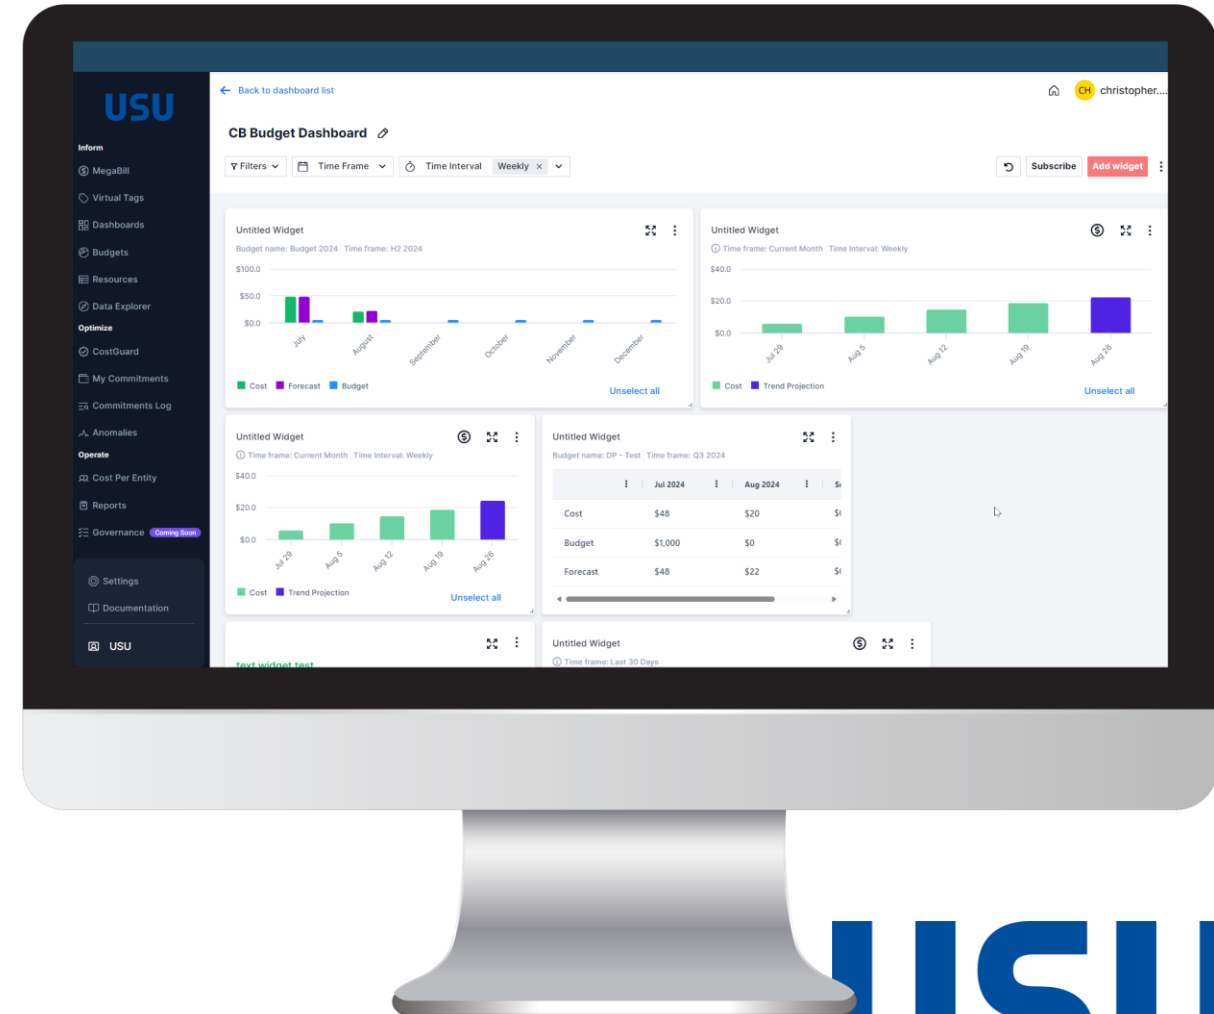 USU
Inform
MegaBill
Virtual Tags
Dashboards
Budgets
Resources
Data Explorer
Optimize
CostGuard
My Commitments
Commitments Log
Anomalies
Operate
Cost Per Entity
Reports
Governance Coming Soon
Settings
Documentation
USU
Back to dashboard list
CH christopher....
CB Budget Dashboard
Filters Time Frame Time Interval Weekly ×
Subscribe Add widget
Untitled Widget
Budget name: Budget 2024 Time frame: H2 2024
$100.0
$50.0
$0.0
July August September October November December
Cost Forecast Budget
Unselect all
Untitled Widget
Time frame: Current Month Time Interval: Weekly
$40.0
$20.0
$0.0
Jul 29 Aug 5 Aug 12 Aug 19 Aug 26
Cost Trend Projection
Unselect all
Untitled Widget
Time frame: Current Month Time Interval: Weekly
$40.0
$20.0
$0.0
Jul 29 Aug 5 Aug 12 Aug 19 Aug 26
Cost Trend Projection
Unselect all
Untitled Widget
Budget name: DP - Test Time frame: Q3 2024
Jul 2024 Aug 2024
Cost $48 $20
Budget $1,000 $0
Forecast $48 $22
text widget test
Untitled Widget
Time frame: Last 30 Days
USU